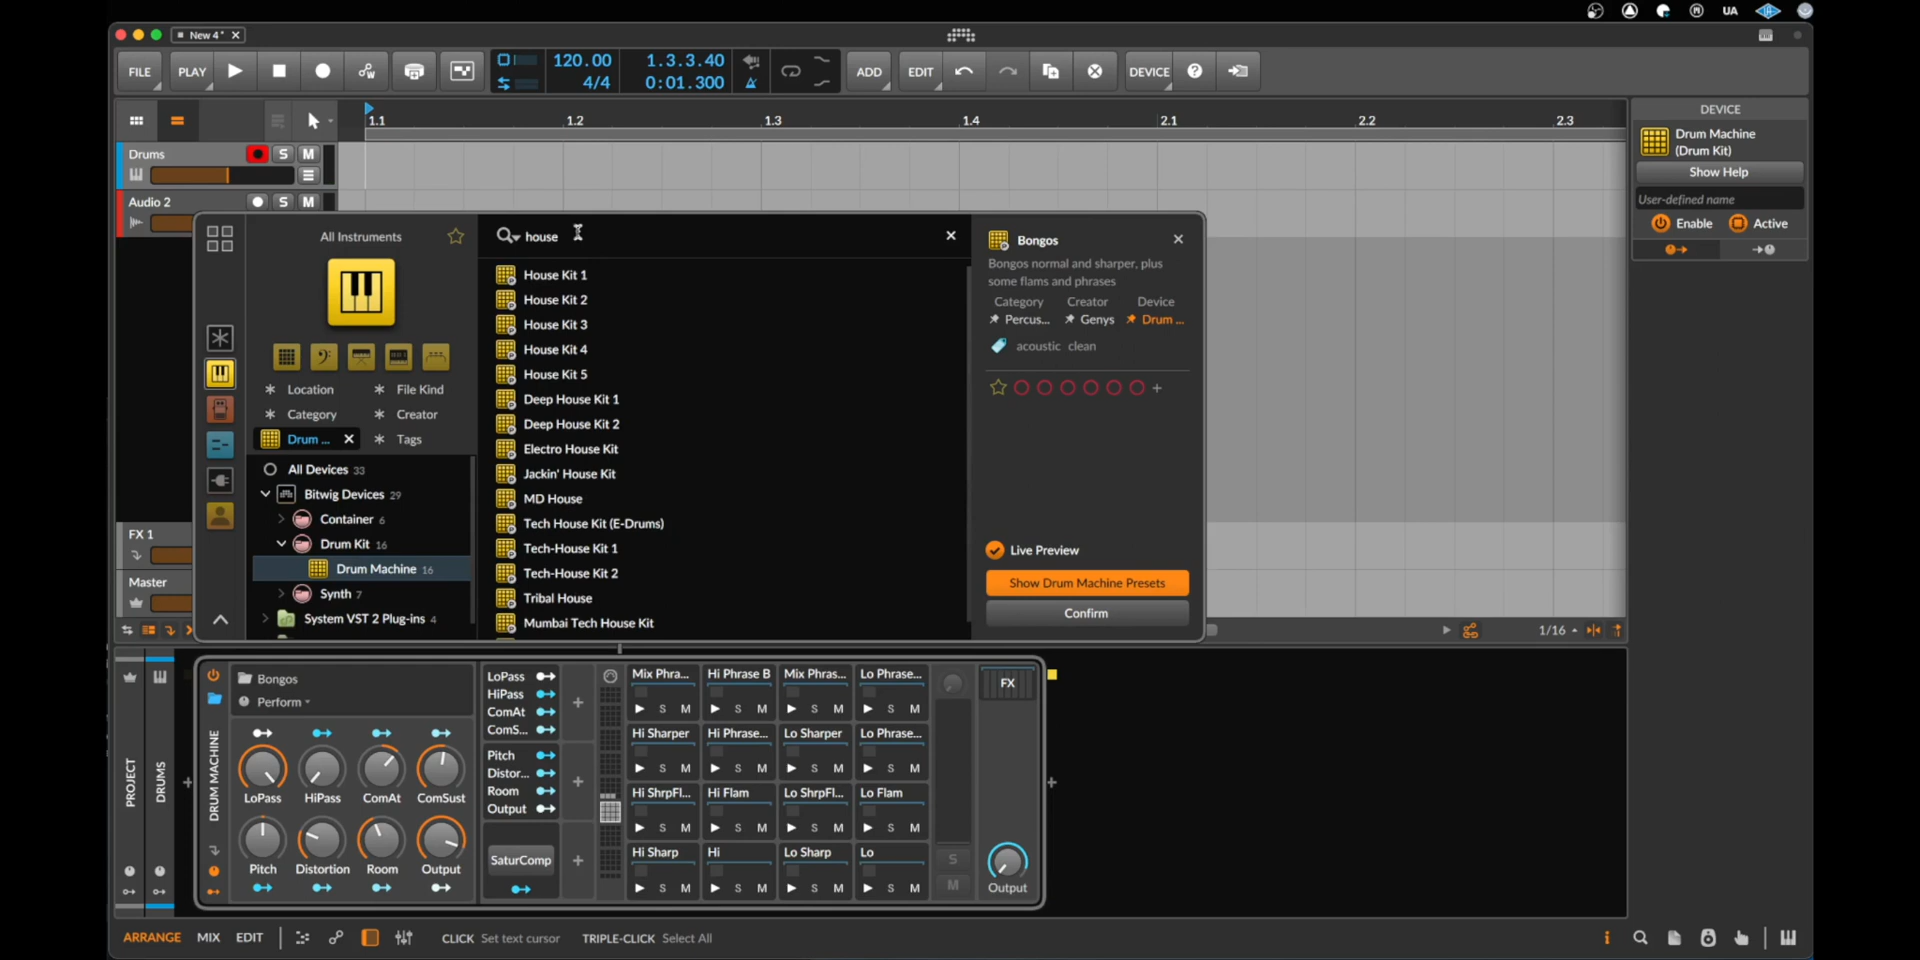 UA
New 4*
FILE
PLAY
120.00
4/4
1.3.3.40
0:01.300
ADD
EDIT
DEVICE
1.1
1.2
1.3
1.4
2.1
2.2
2.3
Drums
S
M
Audio 2
S
M
FX 1
Master
1/16
DEVICE
Drum Machine
(Drum Kit)
Show Help
User-defined name
Enable
Active
All Instruments
Location
File Kind
Category
Creator
Drum ...
Tags
All Devices 33
Bitwig Devices 29
Container 6
Drum Kit 16
Drum Machine 16
Synth 7
System VST 2 Plug-ins 4
house
House Kit 1
House Kit 2
House Kit 3
House Kit 4
House Kit 5
Deep House Kit 1
Deep House Kit 2
Electro House Kit
Jackin' House Kit
MD House
Tech House Kit (E-Drums)
Tech-House Kit 1
Tech-House Kit 2
Tribal House
Mumbai Tech House Kit
Bongos
Bongos normal and sharper, plus
some flams and phrases
Category
Creator
Device
Percus...
Genys
Drum ...
acoustic clean
Live Preview
Show Drum Machine Presets
Confirm
PROJECT
DRUMS
DRUM MACHINE
Bongos
Perform
LoPass
HiPass
ComAt
ComSust
Pitch
Distortion
Room
Output
LoPass
HiPass
ComAt
ComS...
Pitch
Distor...
Room
Output
SaturComp
Mix Phra...
Hi Phrase B
Mix Phras...
Lo Phrase...
S M
S M
S M
S M
Hi Sharper
Hi Phrase...
Lo Sharper
Lo Phrase...
S M
S M
S M
S M
Hi ShrpFl...
Hi Flam
Lo ShrpFl...
Lo Flam
S M
S M
S M
S M
Hi Sharp
Hi
Lo Sharp
Lo
S M
S M
S M
S M
S
M
FX
Output
ARRANGE
MIX
EDIT
CLICK Set text cursor
TRIPLE-CLICK Select All